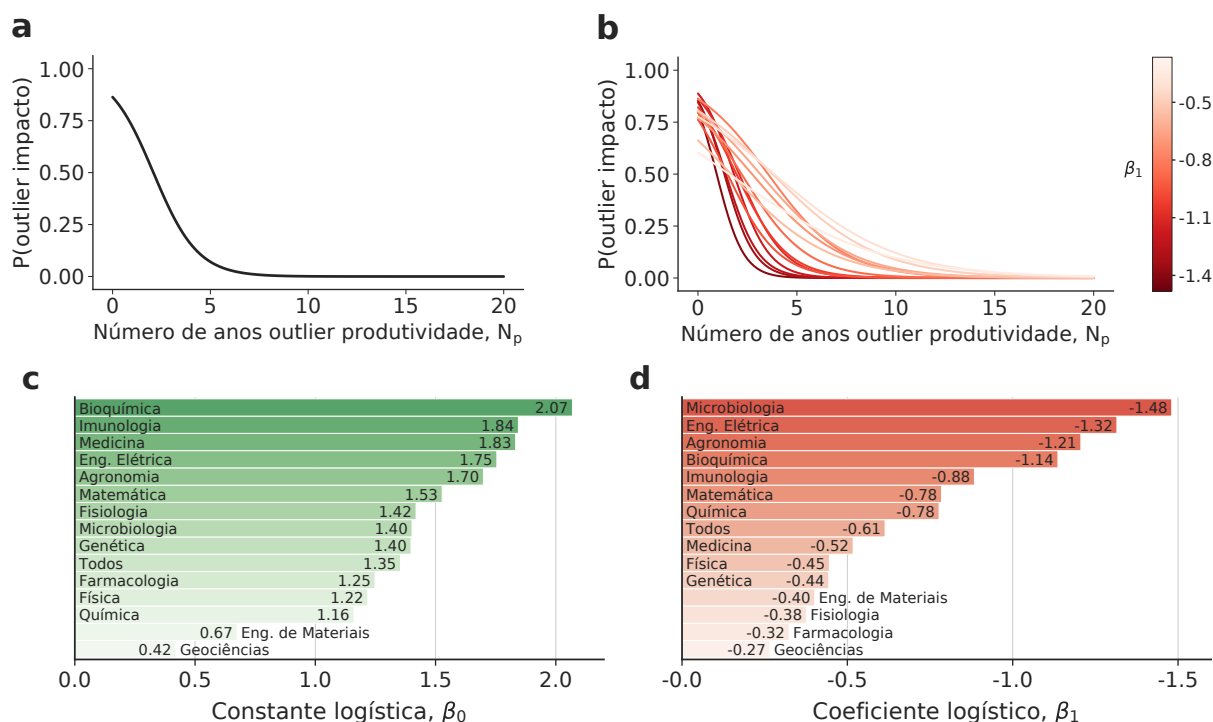 a
1.00
0.75
0.50
0.25
0.00
P(outlier impacto)
0
5
10
15
20
Número de anos outlier produtividade, Nₚ
b
1.00
0.75
0.50
0.25
0.00
P(outlier impacto)
0
5
10
15
20
Número de anos outlier produtividade, Nₚ
β₁
-0.5
-0.8
-1.1
-1.4
c
Bioquímica 2.07
Imunologia 1.84
Medicina 1.83
Eng. Elétrica 1.75
Agronomia 1.70
Matemática 1.53
Fisiologia 1.42
Microbiologia 1.40
Genética 1.40
Todos 1.35
Farmacologia 1.25
Física 1.22
Química 1.16
0.67 Eng. de Materiais
0.42 Geociências
0.0
0.5
1.0
1.5
2.0
Constante logística, β₀
d
Microbiologia -1.48
Eng. Elétrica -1.32
Agronomia -1.21
Bioquímica -1.14
Imunologia -0.88
Matemática -0.78
Química -0.78
Todos -0.61
Medicina -0.52
Física -0.45
Genética -0.44
-0.40 Eng. de Materiais
-0.38 Fisiologia
-0.32 Farmacologia
-0.27 Geociências
-0.0
-0.5
-1.0
-1.5
Coeficiente logístico, β₁